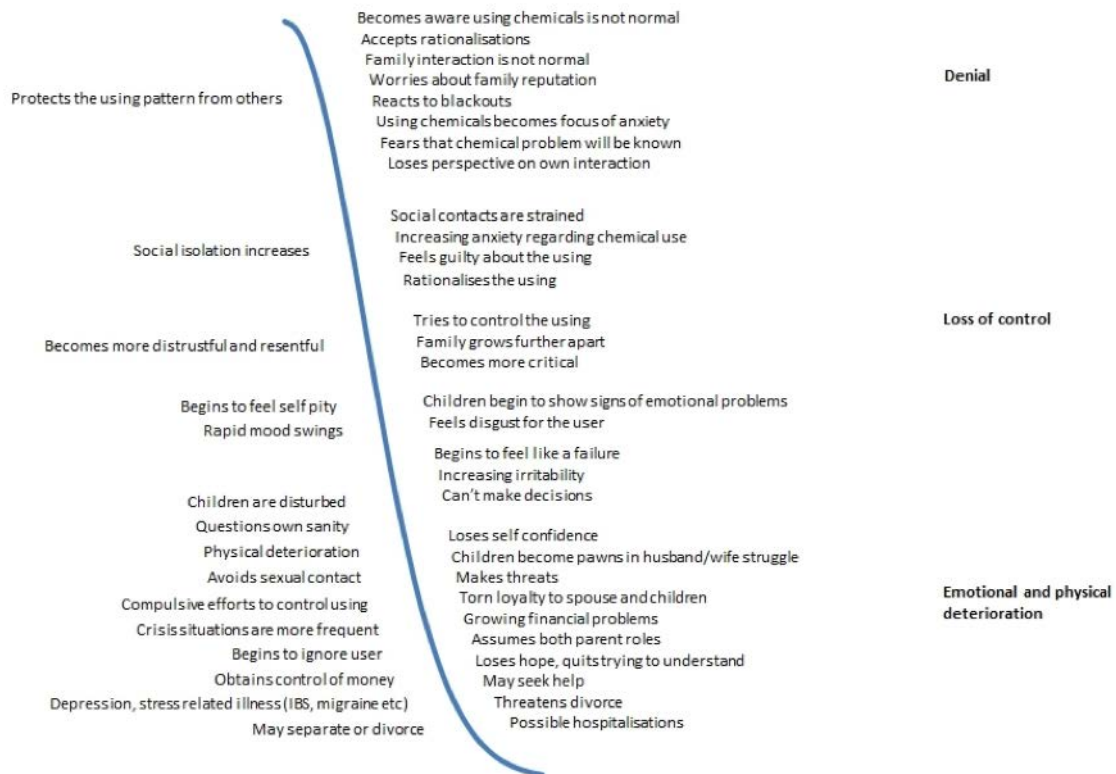 Becomes aware using chemicals is not normal
Accepts rationalisations
Family interaction is not normal
Worries about family reputation
Denial
Protects the using pattern from others
Reacts to blackouts
Using chemicals becomes focus of anxiety
Fears that chemical problem will be known
Loses perspective on own interaction
Social contacts are strained
Increasing anxiety regarding chemical use
Social isolation increases
Feels guilty about the using
Rationalises the using
Tries to control the using
Loss of control
Family grows further apart
Becomes more distrustful and resentful
Becomes more critical
Begins to feel self pity
Children begin to show signs of emotional problems
Rapid mood swings
Feels disgust for the user
Begins to feel like a failure
Increasing irritability
Can't make decisions
Children are disturbed
Questions own sanity
Loses self confidence
Physical deterioration
Children become pawns in husband/wife struggle
Avoids sexual contact
Makes threats
Emotional and physical
deterioration
Compulsive efforts to control using
Torn loyalty to spouse and children
Growing financial problems
Crisis situations are more frequent
Assumes both parent roles
Begins to ignore user
Loses hope, quits trying to understand
Obtains control of money
May seek help
Depression, stress related illness (IBS, migraine etc)
Threatens divorce
May separate or divorce
Possible hospitalisations